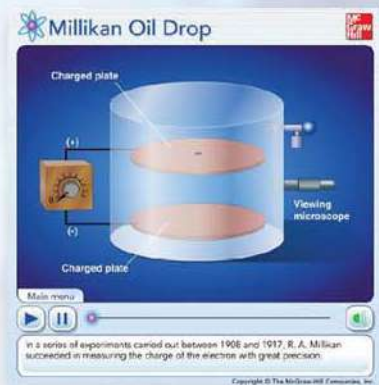 Millikan Oil Drop
Mc
Graw
Hill
Charged plate
(+)
0
(-)
Viewing
microscope
Charged plate
Main menu
In a series of experiments carried out between 1908 and 1917, R. A. Millikan
succeeded in measuring the charge of the electron with great precision.
Copyright © The McGraw-Hill Companies, Inc.